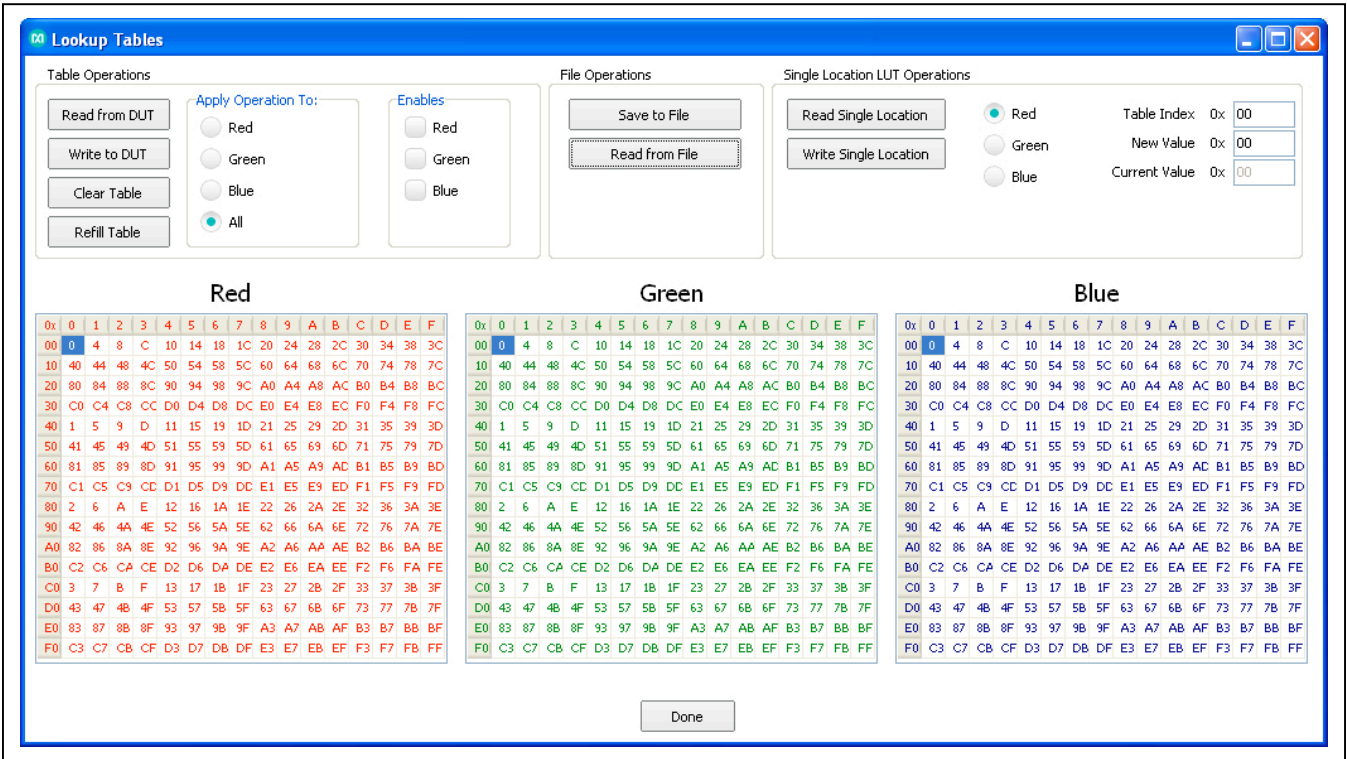 Lookup Tables
Table Operations
Read from DUT
Write to DUT
Clear Table
Refill Table
Apply Operation To:
Red
Green
Blue
All
Enables
Red
Green
Blue
File Operations
Save to File
Read from File
Single Location LUT Operations
Read Single Location
Write Single Location
Red
Green
Blue
Table Index 0x 00
New Value 0x 00
Current Value 0x 00
Red
0x 0 1 2 3 4 5 6 7 8 9 A B C D E F
00 0 4 8 C 10 14 18 1C 20 24 28 2C 30 34 38 3C
10 40 44 48 4C 50 54 58 5C 60 64 68 6C 70 74 78 7C
20 80 84 88 8C 90 94 98 9C A0 A4 A8 AC B0 B4 B8 BC
30 C0 C4 C8 CC D0 D4 D8 DC E0 E4 E8 EC F0 F4 F8 FC
40 1 5 9 D 11 15 19 1D 21 25 29 2D 31 35 39 3D
50 41 45 49 4D 51 55 59 5D 61 65 69 6D 71 75 79 7D
60 81 85 89 8D 91 95 99 9D A1 A5 A9 AD B1 B5 B9 BD
70 C1 C5 C9 CD D1 D5 D9 DD E1 E5 E9 ED F1 F5 F9 FD
80 2 6 A E 12 16 1A 1E 22 26 2A 2E 32 36 3A 3E
90 42 46 4A 4E 52 56 5A 5E 62 66 6A 6E 72 76 7A 7E
A0 82 86 8A 8E 92 96 9A 9E A2 A6 AA AE B2 B6 BA BE
B0 C2 C6 CA CE D2 D6 DA DE E2 E6 EA EE F2 F6 FA FE
C0 3 7 B F 13 17 1B 1F 23 27 2B 2F 33 37 3B 3F
D0 43 47 4B 4F 53 57 5B 5F 63 67 6B 6F 73 77 7B 7F
E0 83 87 8B 8F 93 97 9B 9F A3 A7 AB AF B3 B7 BB BF
F0 C3 C7 CB CF D3 D7 DB DF E3 E7 EB EF F3 F7 FB FF
Green
0x 0 1 2 3 4 5 6 7 8 9 A B C D E F
00 0 4 8 C 10 14 18 1C 20 24 28 2C 30 34 38 3C
10 40 44 48 4C 50 54 58 5C 60 64 68 6C 70 74 78 7C
20 80 84 88 8C 90 94 98 9C A0 A4 A8 AC B0 B4 B8 BC
30 C0 C4 C8 CC D0 D4 D8 DC E0 E4 E8 EC F0 F4 F8 FC
40 1 5 9 D 11 15 19 1D 21 25 29 2D 31 35 39 3D
50 41 45 49 4D 51 55 59 5D 61 65 69 6D 71 75 79 7D
60 81 85 89 8D 91 95 99 9D A1 A5 A9 AD B1 B5 B9 BD
70 C1 C5 C9 CD D1 D5 D9 DD E1 E5 E9 ED F1 F5 F9 FD
80 2 6 A E 12 16 1A 1E 22 26 2A 2E 32 36 3A 3E
90 42 46 4A 4E 52 56 5A 5E 62 66 6A 6E 72 76 7A 7E
A0 82 86 8A 8E 92 96 9A 9E A2 A6 AA AE B2 B6 BA BE
B0 C2 C6 CA CE D2 D6 DA DE E2 E6 EA EE F2 F6 FA FE
C0 3 7 B F 13 17 1B 1F 23 27 2B 2F 33 37 3B 3F
D0 43 47 4B 4F 53 57 5B 5F 63 67 6B 6F 73 77 7B 7F
E0 83 87 8B 8F 93 97 9B 9F A3 A7 AB AF B3 B7 BB BF
F0 C3 C7 CB CF D3 D7 DB DF E3 E7 EB EF F3 F7 FB FF
Blue
0x 0 1 2 3 4 5 6 7 8 9 A B C D E F
00 0 4 8 C 10 14 18 1C 20 24 28 2C 30 34 38 3C
10 40 44 48 4C 50 54 58 5C 60 64 68 6C 70 74 78 7C
20 80 84 88 8C 90 94 98 9C A0 A4 A8 AC B0 B4 B8 BC
30 C0 C4 C8 CC D0 D4 D8 DC E0 E4 E8 EC F0 F4 F8 FC
40 1 5 9 D 11 15 19 1D 21 25 29 2D 31 35 39 3D
50 41 45 49 4D 51 55 59 5D 61 65 69 6D 71 75 79 7D
60 81 85 89 8D 91 95 99 9D A1 A5 A9 AD B1 B5 B9 BD
70 C1 C5 C9 CD D1 D5 D9 DD E1 E5 E9 ED F1 F5 F9 FD
80 2 6 A E 12 16 1A 1E 22 26 2A 2E 32 36 3A 3E
90 42 46 4A 4E 52 56 5A 5E 62 66 6A 6E 72 76 7A 7E
A0 82 86 8A 8E 92 96 9A 9E A2 A6 AA AE B2 B6 BA BE
B0 C2 C6 CA CE D2 D6 DA DE E2 E6 EA EE F2 F6 FA FE
C0 3 7 B F 13 17 1B 1F 23 27 2B 2F 33 37 3B 3F
D0 43 47 4B 4F 53 57 5B 5F 63 67 6B 6F 73 77 7B 7F
E0 83 87 8B 8F 93 97 9B 9F A3 A7 AB AF B3 B7 BB BF
F0 C3 C7 CB CF D3 D7 DB DF E3 E7 EB EF F3 F7 FB FF
Done